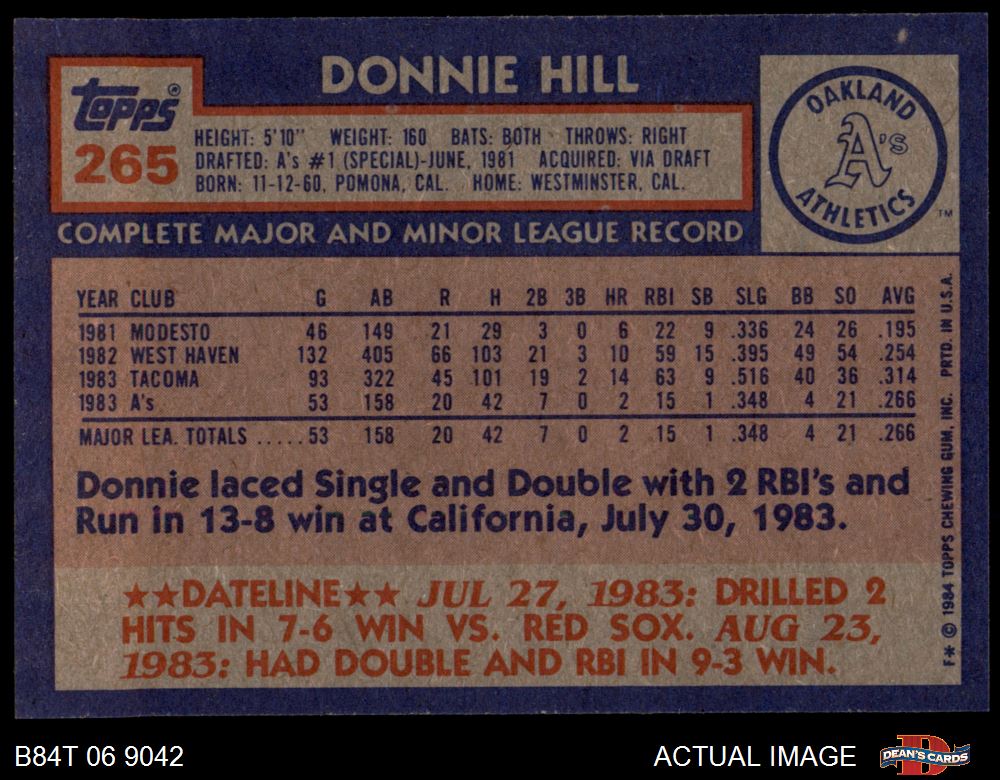 DONNIE HILL
topps®
265
HEIGHT: 5'10" WEIGHT: 160 BATS: BOTH THROWS: RIGHT
DRAFTED: A's #1 (SPECIAL)-JUNE, 1981 ACQUIRED: VIA DRAFT
BORN: 11-12-60, POMONA, CAL. HOME: WESTMINSTER, CAL.
OAKLAND
A's
ATHLETICS
TM
COMPLETE MAJOR AND MINOR LEAGUE RECORD
YEAR CLUB G AB R H 2B 3B HR RBI SB SLG BB SO AVG
1981 MODESTO 46 149 21 29 3 0 6 22 9 .336 24 26 .195
1982 WEST HAVEN 132 405 66 103 21 3 10 59 15 .395 49 54 .254
1983 TACOMA 93 322 45 101 19 2 14 63 9 .516 40 36 .314
1983 A's 53 158 20 42 7 0 2 15 1 .348 4 21 .266
MAJOR LEA. TOTALS .....53 158 20 42 7 0 2 15 1 .348 4 21 .266
Donnie laced Single and Double with 2 RBI's and
Run in 13-8 win at California, July 30, 1983.
★★DATELINE★★ JUL 27, 1983: DRILLED 2
HITS IN 7-6 WIN VS. RED SOX. AUG 23,
1983: HAD DOUBLE AND RBI IN 9-3 WIN.
F* © 1984 TOPPS CHEWING GUM, INC. PRTD. IN U.S.A.
B84T 06 9042
ACTUAL IMAGE
DEAN'S CARDS